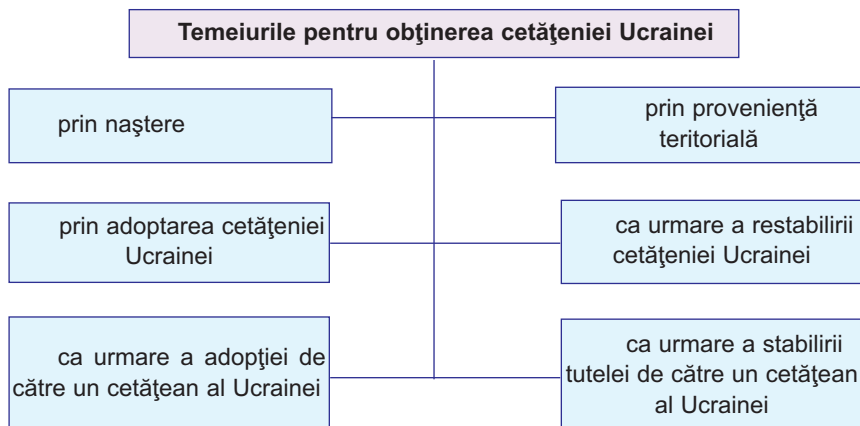 Temeiurile pentru obţinerea cetăţeniei Ucrainei
prin naştere
prin provenienţă
teritorială
prin adoptarea cetăţeniei
Ucrainei
ca urmare a restabilirii
cetăţeniei Ucrainei
ca urmare a adopţiei de
către un cetăţean al Ucrainei
ca urmare a stabilirii
tutelei de către un cetăţean
al Ucrainei